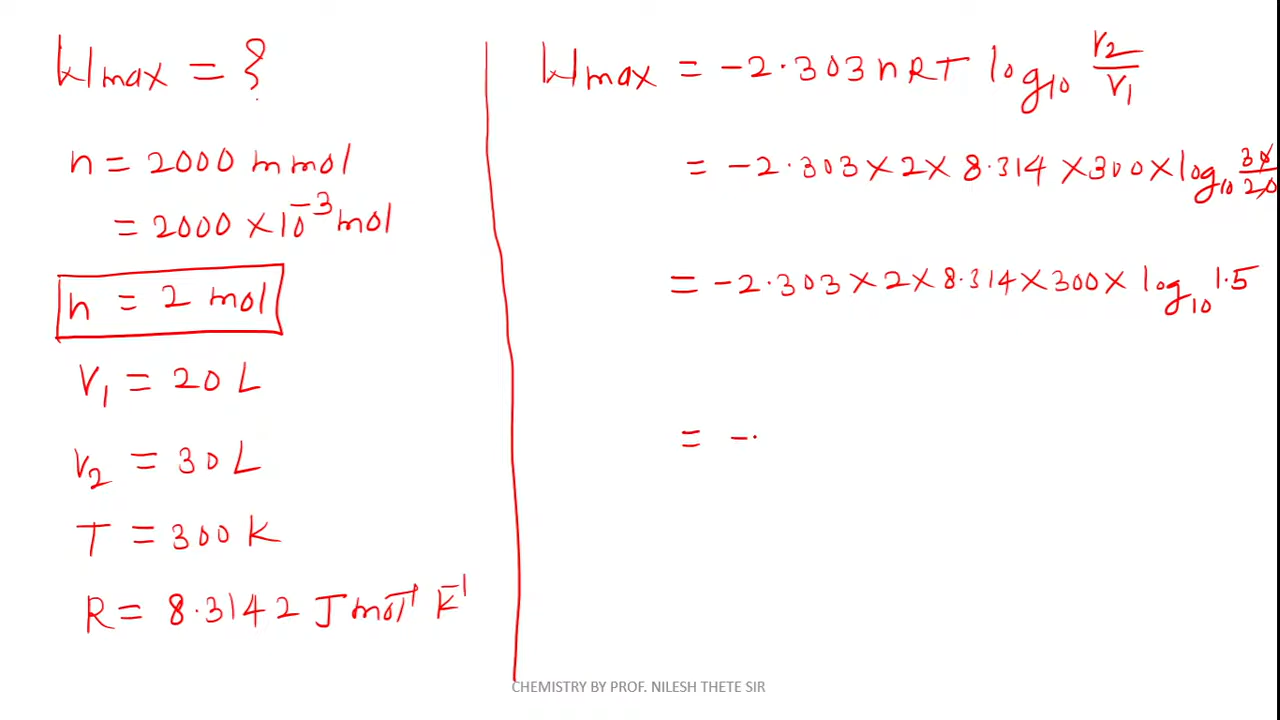 Wmax = ?
n = 2000 mmol
= 2000 × 10⁻³ mol
n = 2 mol
V₁ = 20 L
V₂ = 30 L
T = 300 K
R = 8.3142 J mol⁻¹ K⁻¹
Wmax = -2.303 nRT log₁₀ V₂/V₁
= -2.303 × 2 × 8.314 × 300 × log₁₀ 30/20
= -2.303 × 2 × 8.314 × 300 × log₁₀ 1.5
= -
CHEMISTRY BY PROF. NILESH THETE SIR